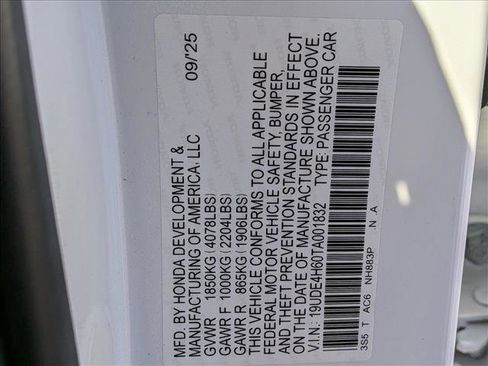 MFD. BY HONDA DEVELOPMENT &
MANUFACTURING OF AMERICA, LLC 09/'25
GVWR 1850KG(4078LBS)
GAWR F 1000KG(2204LBS)
GAWR R 865KG(1906LBS)
THIS VEHICLE CONFORMS TO ALL APPLICABLE
FEDERAL MOTOR VEHICLE SAFETY, BUMPER,
AND THEFT PREVENTION STANDARDS IN EFFECT
ON THE DATE OF MANUFACTURE SHOWN ABOVE.
V.I.N.: 19UDE4H60TA001832 TYPE: PASSENGER CAR
3S5 T AC6 NH883P .N .A